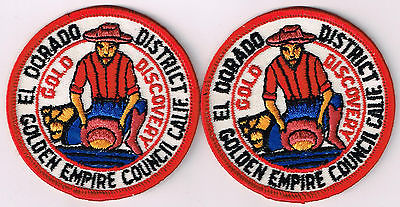 EL DORADO DISTRICT
GOLD DISCOVERY
GOLDEN EMPIRE COUNCIL CALIF
EL DORADO DISTRICT
GOLD DISCOVERY
GOLDEN EMPIRE COUNCIL CALIF